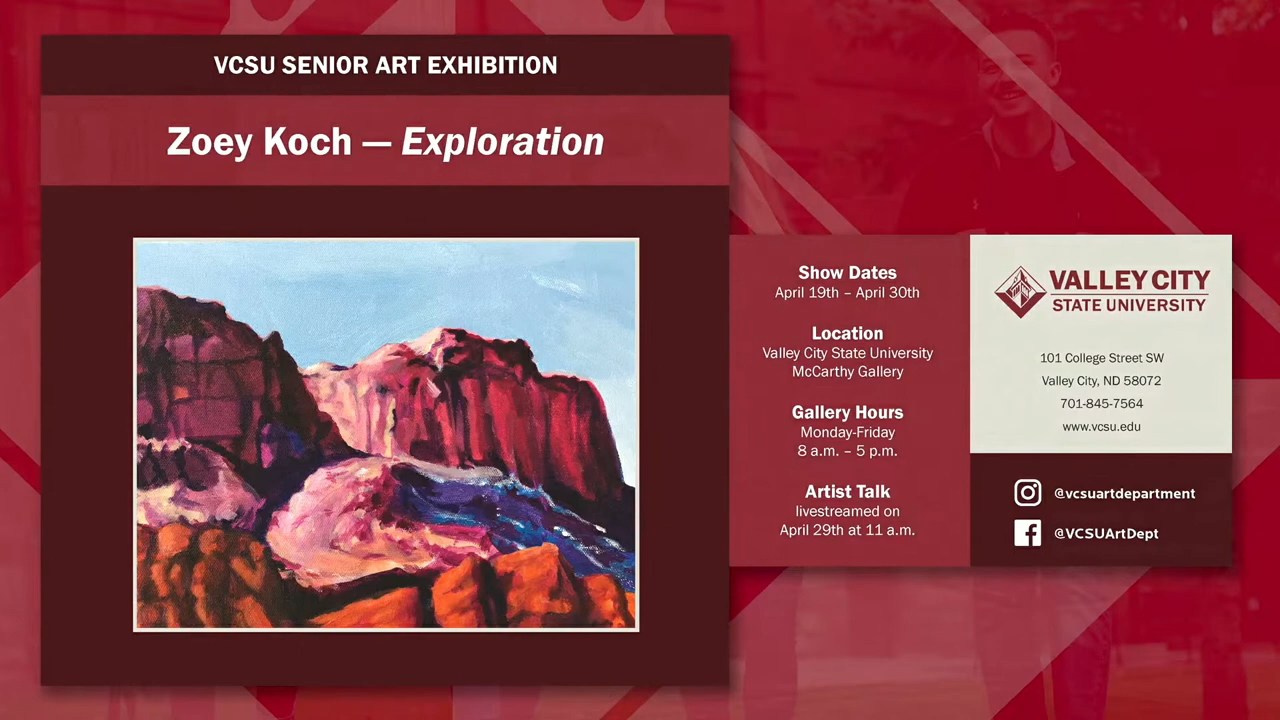 VCSU SENIOR ART EXHIBITION
Zoey Koch — Exploration
Show Dates
April 19th – April 30th
Location
Valley City State University
McCarthy Gallery
Gallery Hours
Monday-Friday
8 a.m. – 5 p.m.
Artist Talk
livestreamed on
April 29th at 11 a.m.
VALLEY CITY
STATE UNIVERSITY
101 College Street SW
Valley City, ND 58072
701-845-7564
www.vcsu.edu
@vcsuartdepartment
@VCSUArtDept